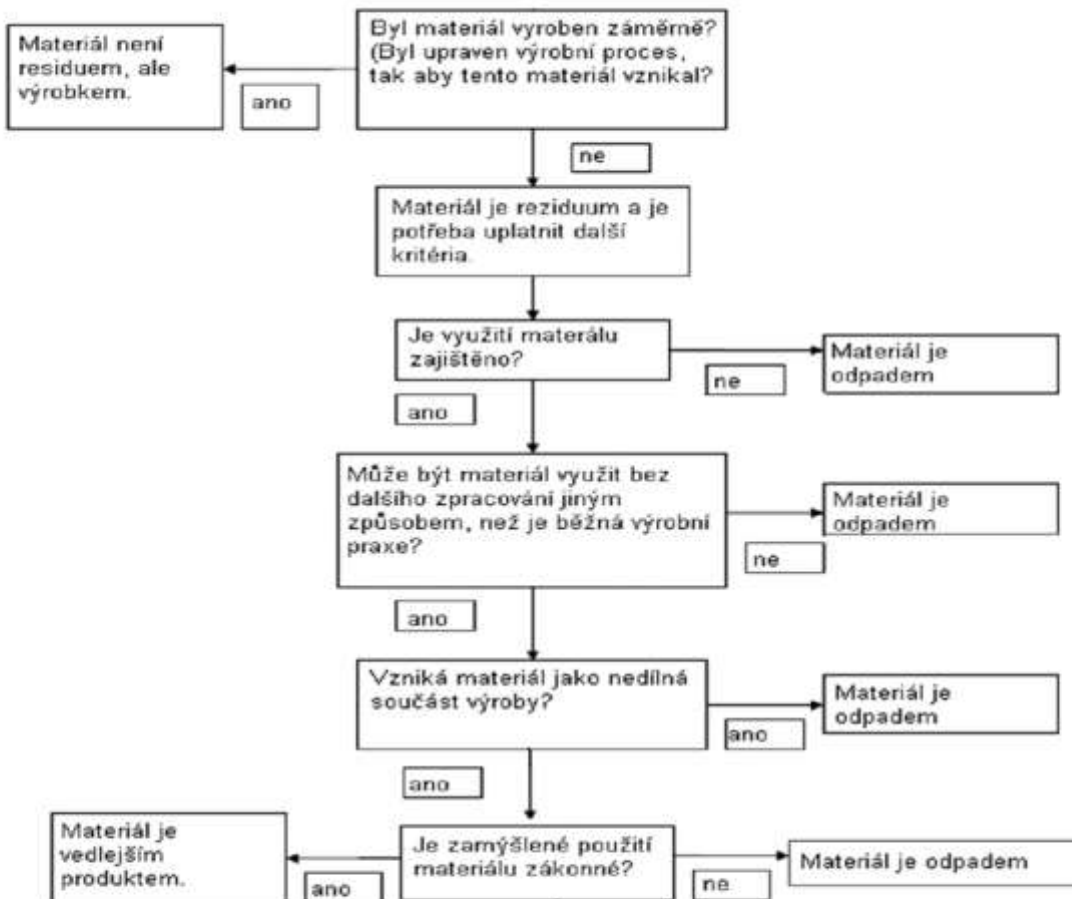 Byl materiál vyroben záměrně?
(Byl upraven výrobní proces,
tak aby tento materiál vznikal?
Materiál není
residuem, ale
výrobkem.
ano
ne
Materiál je reziduum a je
potřeba uplatnit další
kritéria.
Je využití materálu
zajištěno?
Materiál je
odpadem
ne
ano
Může být materiál využit bez
dalšího zpracování jiným
způsobem, než je běžná výrobní
praxe?
Materiál je
odpadem
ne
ano
Vzniká materiál jako nedílná
součást výroby?
Materiál je
odpadem
ano
ano
Materiál je
vedlejším
produktem.
Je zamýšlené použití
materiálu zákonné?
Materiál je odpadem
ano
ne